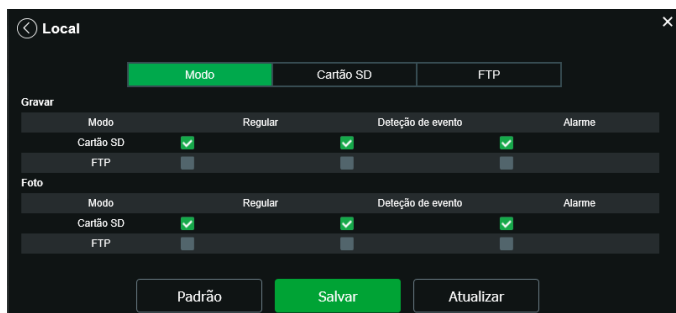 Local
Modo Cartão SD FTP
Gravar
Modo Regular Deteção de evento Alarme
Cartão SD
FTP
Foto
Modo Regular Deteção de evento Alarme
Cartão SD
FTP
Padrão Salvar Atualizar